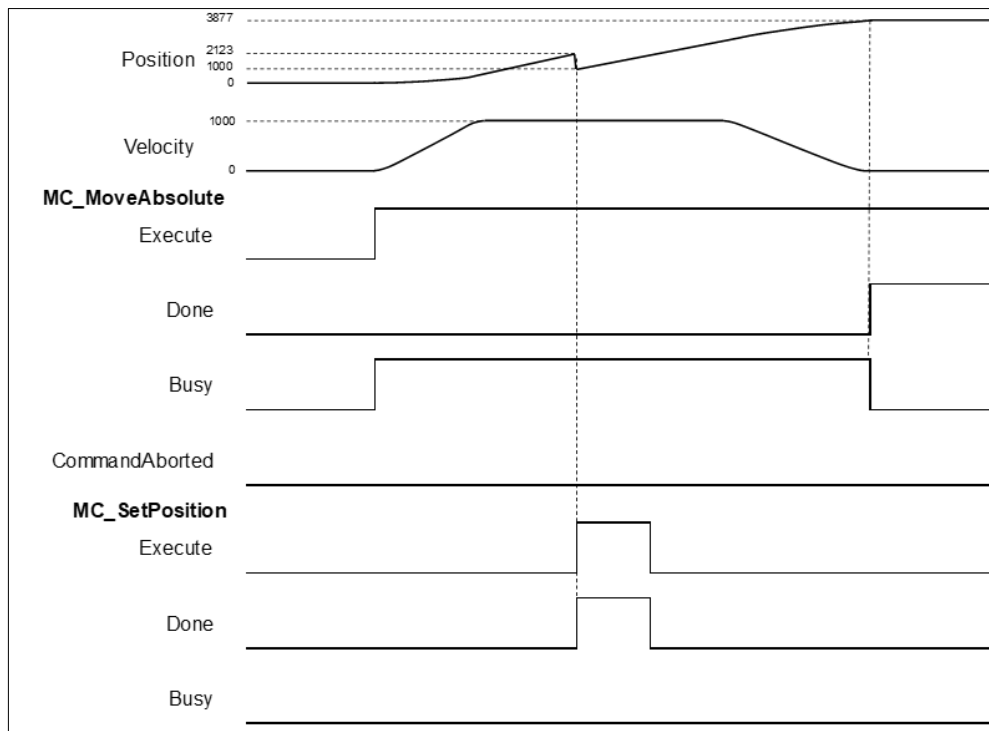 3877
2123
Position
1000
0
1000
Velocity
0
MC_MoveAbsolute
Execute
Done
Busy
CommandAborted
MC_SetPosition
Execute
Done
Busy